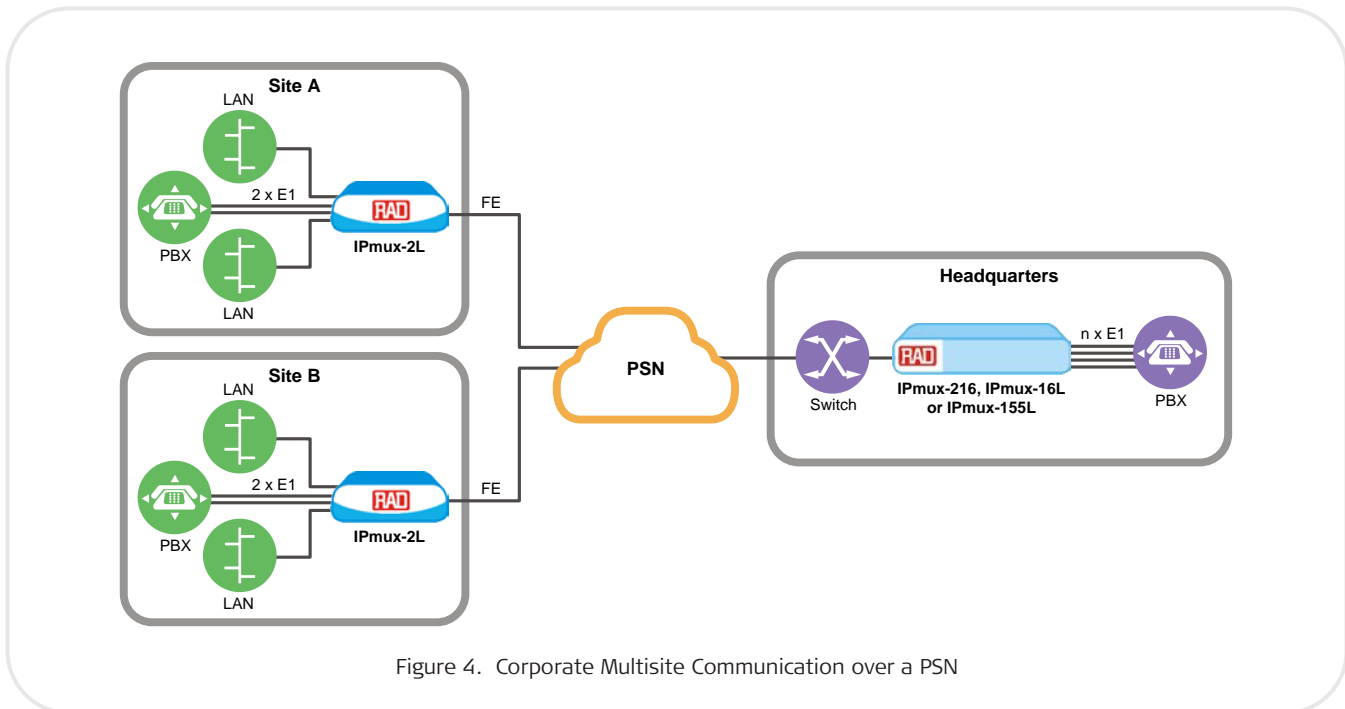 Site A
LAN
2 x E1
RAD
FE
IPmux-2L
PBX
LAN
Site B
LAN
2 x E1
RAD
FE
IPmux-2L
PBX
LAN
PSN
Headquarters
n x E1
RAD
Switch
IPmux-216, IPmux-16L
or IPmux-155L
PBX
Figure 4. Corporate Multisite Communication over a PSN